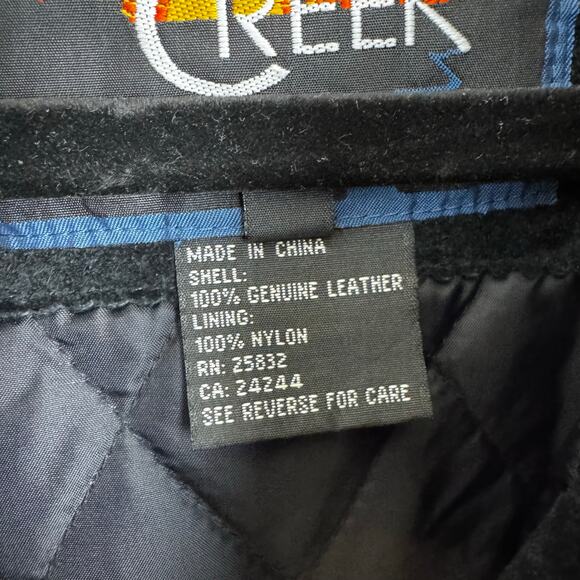 CREEK
MADE IN CHINA
SHELL:
100% GENUINE LEATHER
LINING:
100% NYLON
RN: 25832
CA: 24244
SEE REVERSE FOR CARE